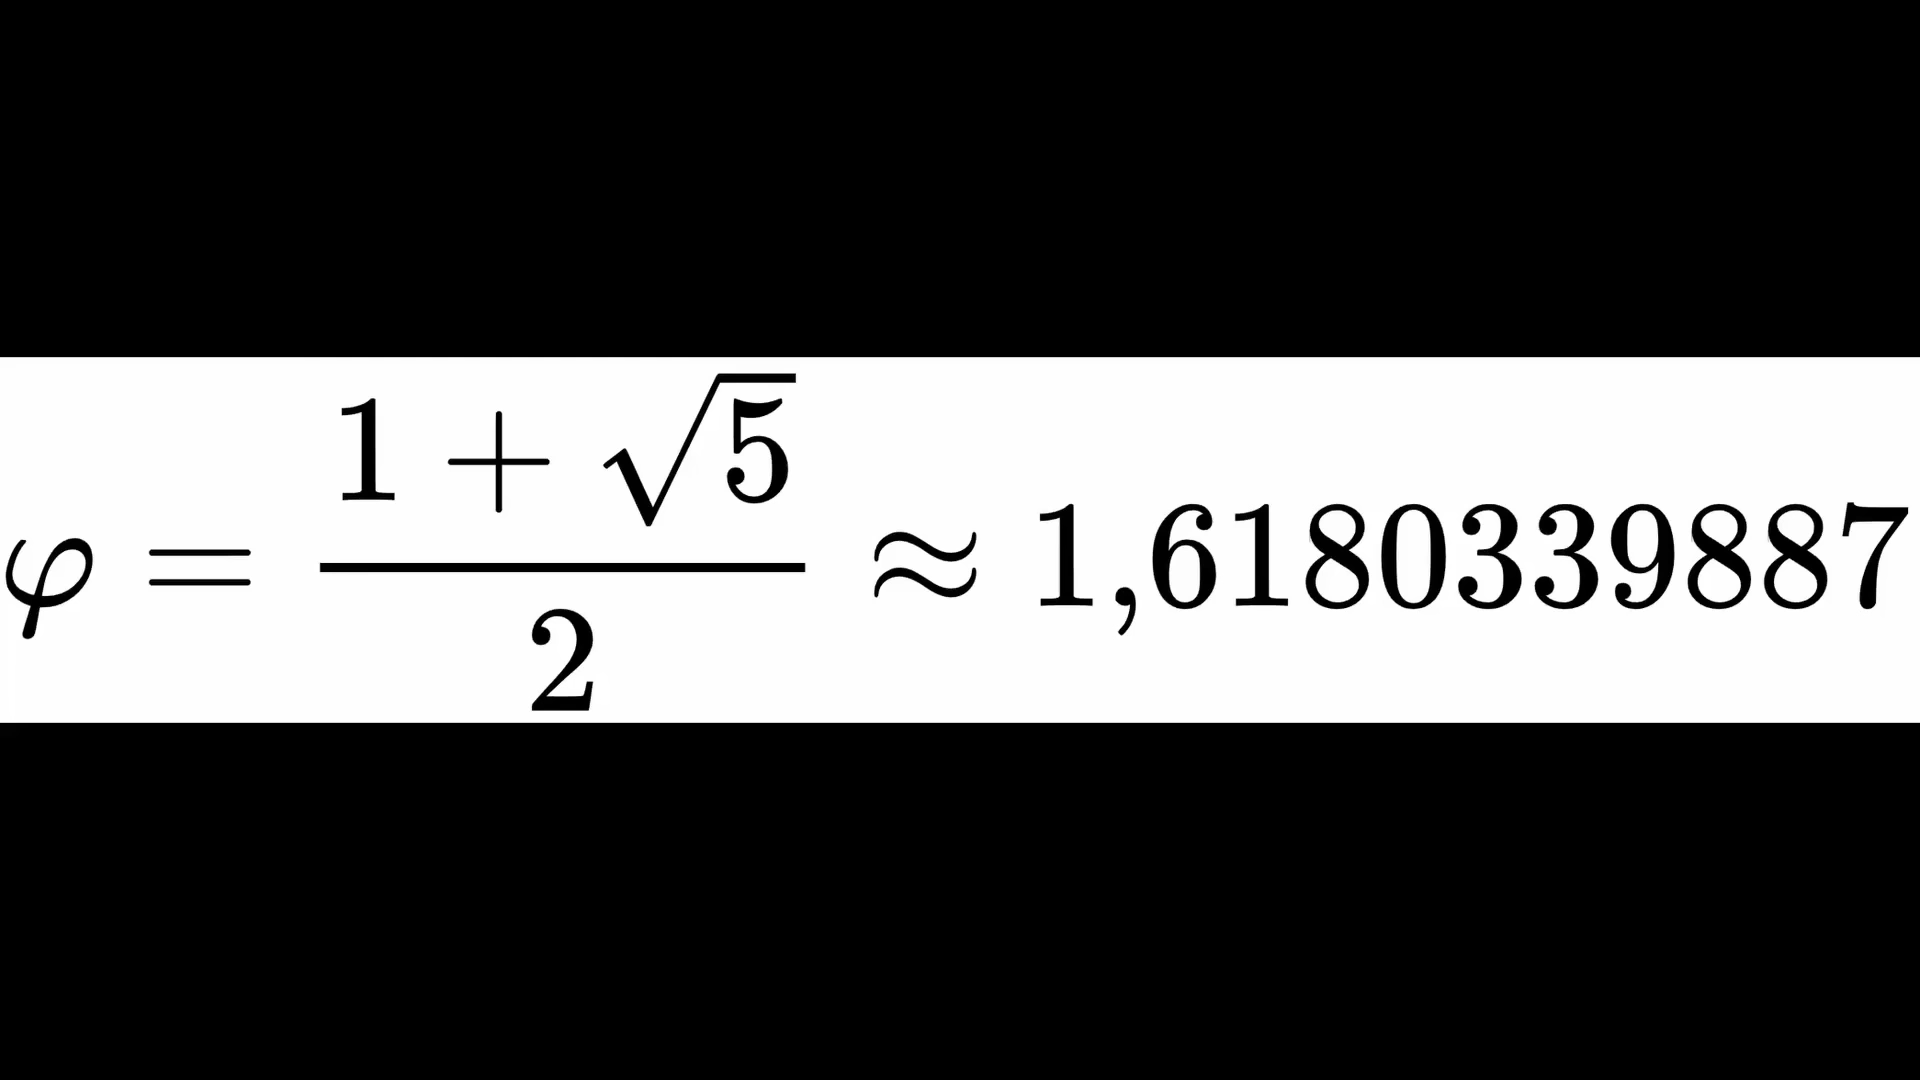 φ = (1 + √5) / 2 ≈ 1,6180339887